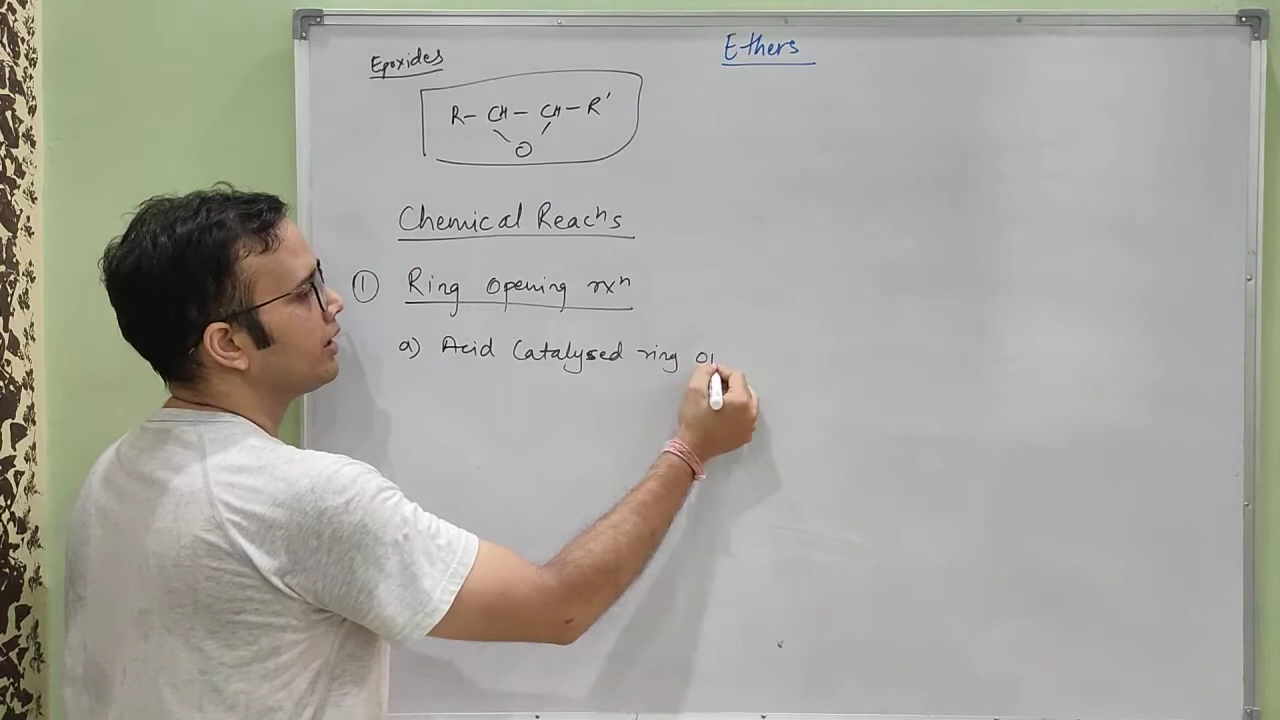 Ethers
Epoxides
R- CH - CH - R'
O
Chemical Reacns
① Ring Opening rxn
a) Acid Catalysed ring